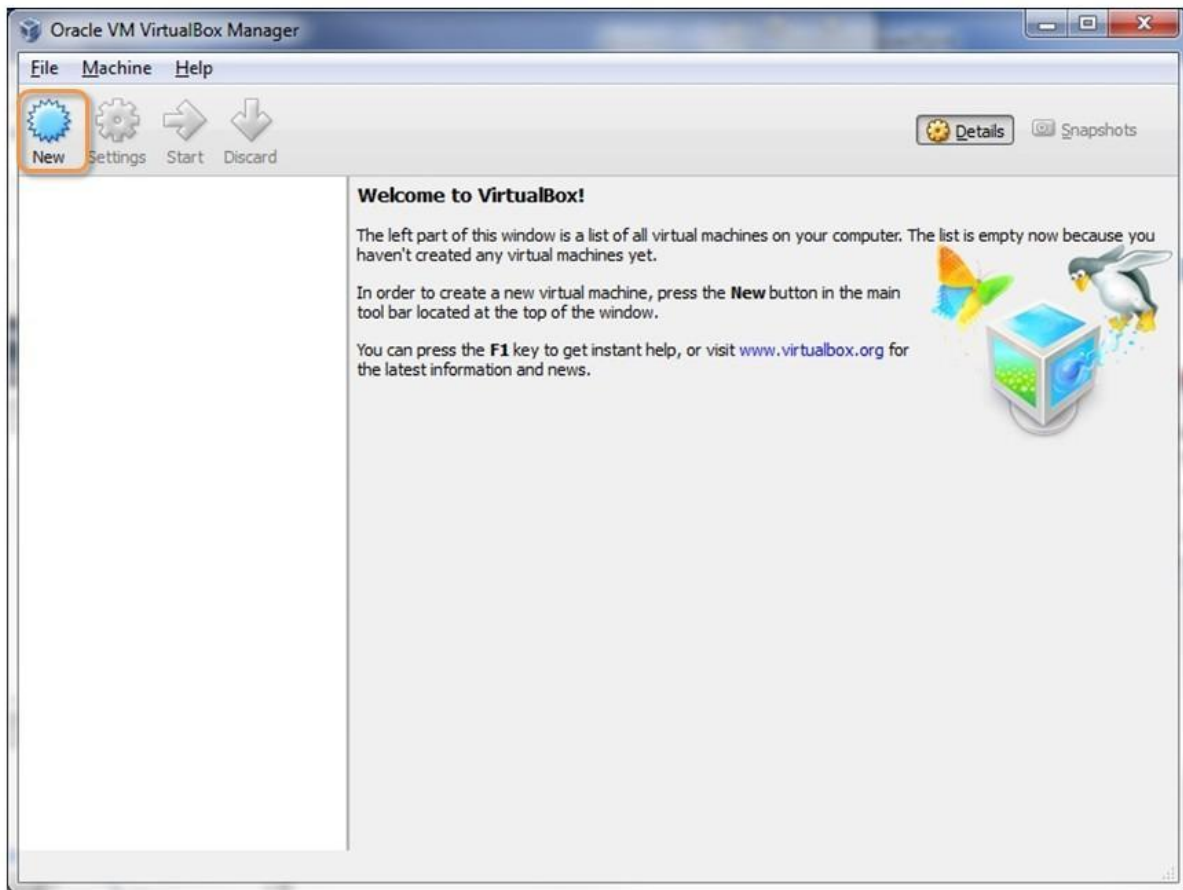 Oracle VM VirtualBox Manager
File Machine Help
New Settings Start Discard
Details Snapshots
Welcome to VirtualBox!
The left part of this window is a list of all virtual machines on your computer. The list is empty now because you
haven't created any virtual machines yet.
In order to create a new virtual machine, press the New button in the main
tool bar located at the top of the window.
You can press the F1 key to get instant help, or visit www.virtualbox.org for
the latest information and news.